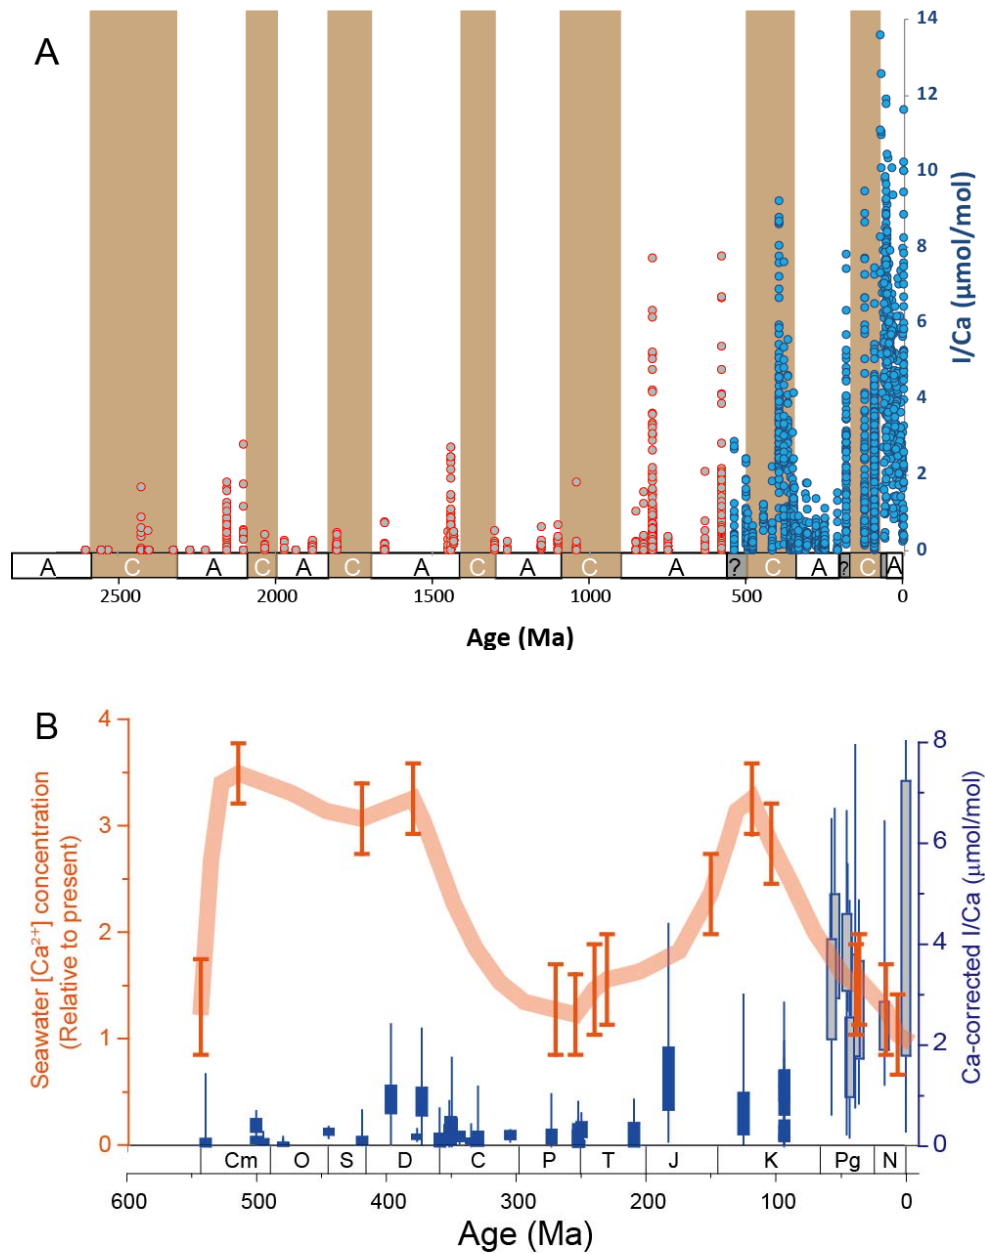 A
14
12
10
8
6
4
2
0
I/Ca (µmol/mol)
A C A C A C A C A C A ? C A ? C A
2500 2000 1500 1000 500 0
Age (Ma)
B
4
3
2
1
0
Seawater [Ca²⁺] concentration
(Relative to present)
8
6
4
2
0
Ca-corrected I/Ca (µmol/mol)
Cm O S D C P T J K Pg N
600 500 400 300 200 100 0
Age (Ma)